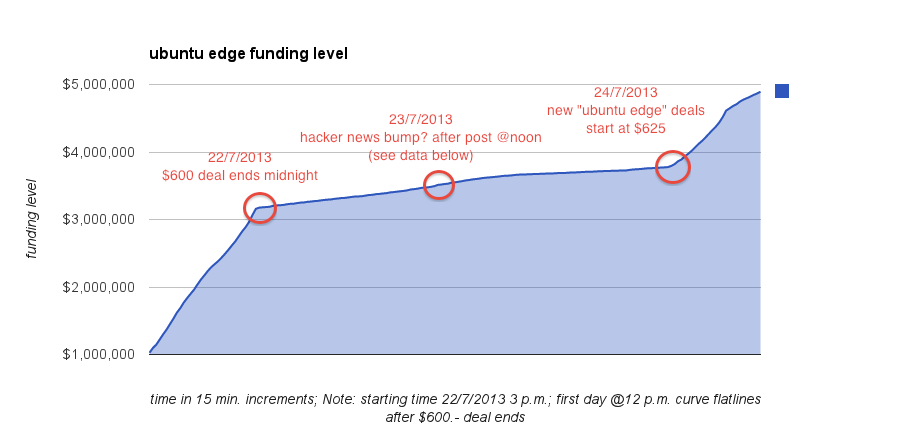 ubuntu edge funding level
$5,000,000
$4,000,000
$3,000,000
$2,000,000
$1,000,000
funding level
22/7/2013
$600 deal ends midnight
23/7/2013
hacker news bump? after post @noon
(see data below)
24/7/2013
new "ubuntu edge" deals
start at $625
time in 15 min. increments; Note: starting time 22/7/2013 3 p.m.; first day @12 p.m. curve flatlines
after $600.- deal ends